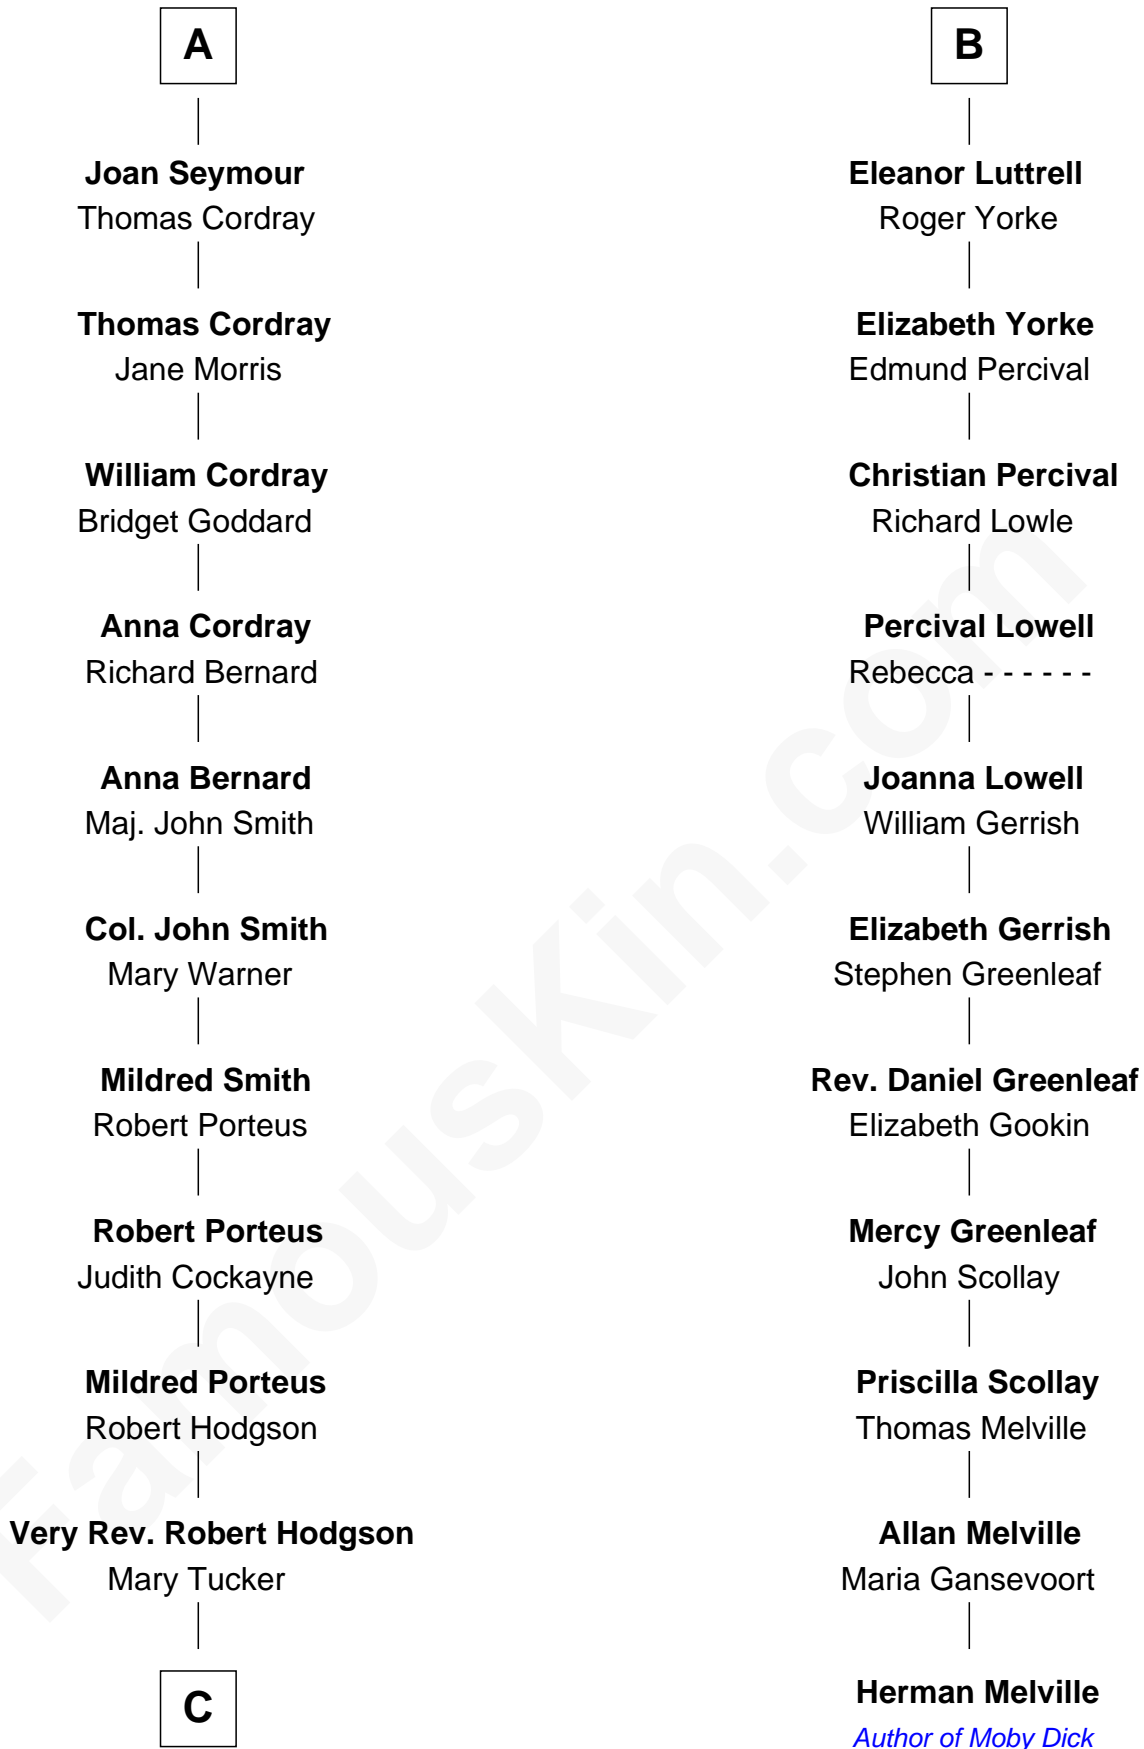 A
Joan Seymour
Thomas Cordray
Thomas Cordray
Jane Morris
William Cordray
Bridget Goddard
Anna Cordray
Richard Bernard
Anna Bernard
Maj. John Smith
Col. John Smith
Mary Warner
Mildred Smith
Robert Porteus
Robert Porteus
Judith Cockayne
Mildred Porteus
Robert Hodgson
Very Rev. Robert Hodgson
Mary Tucker
C
B
Eleanor Luttrell
Roger Yorke
Elizabeth Yorke
Edmund Percival
Christian Percival
Richard Lowle
Percival Lowell
Rebecca - - - - - -
Joanna Lowell
William Gerrish
Elizabeth Gerrish
Stephen Greenleaf
Rev. Daniel Greenleaf
Elizabeth Gookin
Mercy Greenleaf
John Scollay
Priscilla Scollay
Thomas Melville
Allan Melville
Maria Gansevoort
Herman Melville
Author of Moby Dick
FamousKin.com